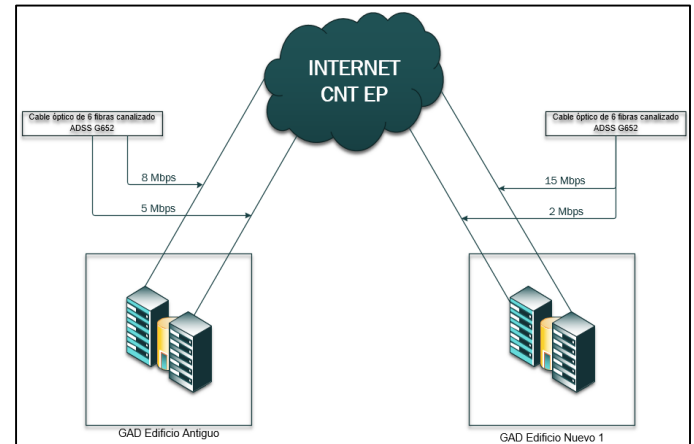 INTERNET
CNT EP
Cable óptico de 6 fibras canalizado
ADSS G652
Cable óptico de 6 fibras canalizado
ADSS G652
8 Mbps
15 Mbps
5 Mbps
2 Mbps
GAD Edificio Antiguo
GAD Edificio Nuevo 1